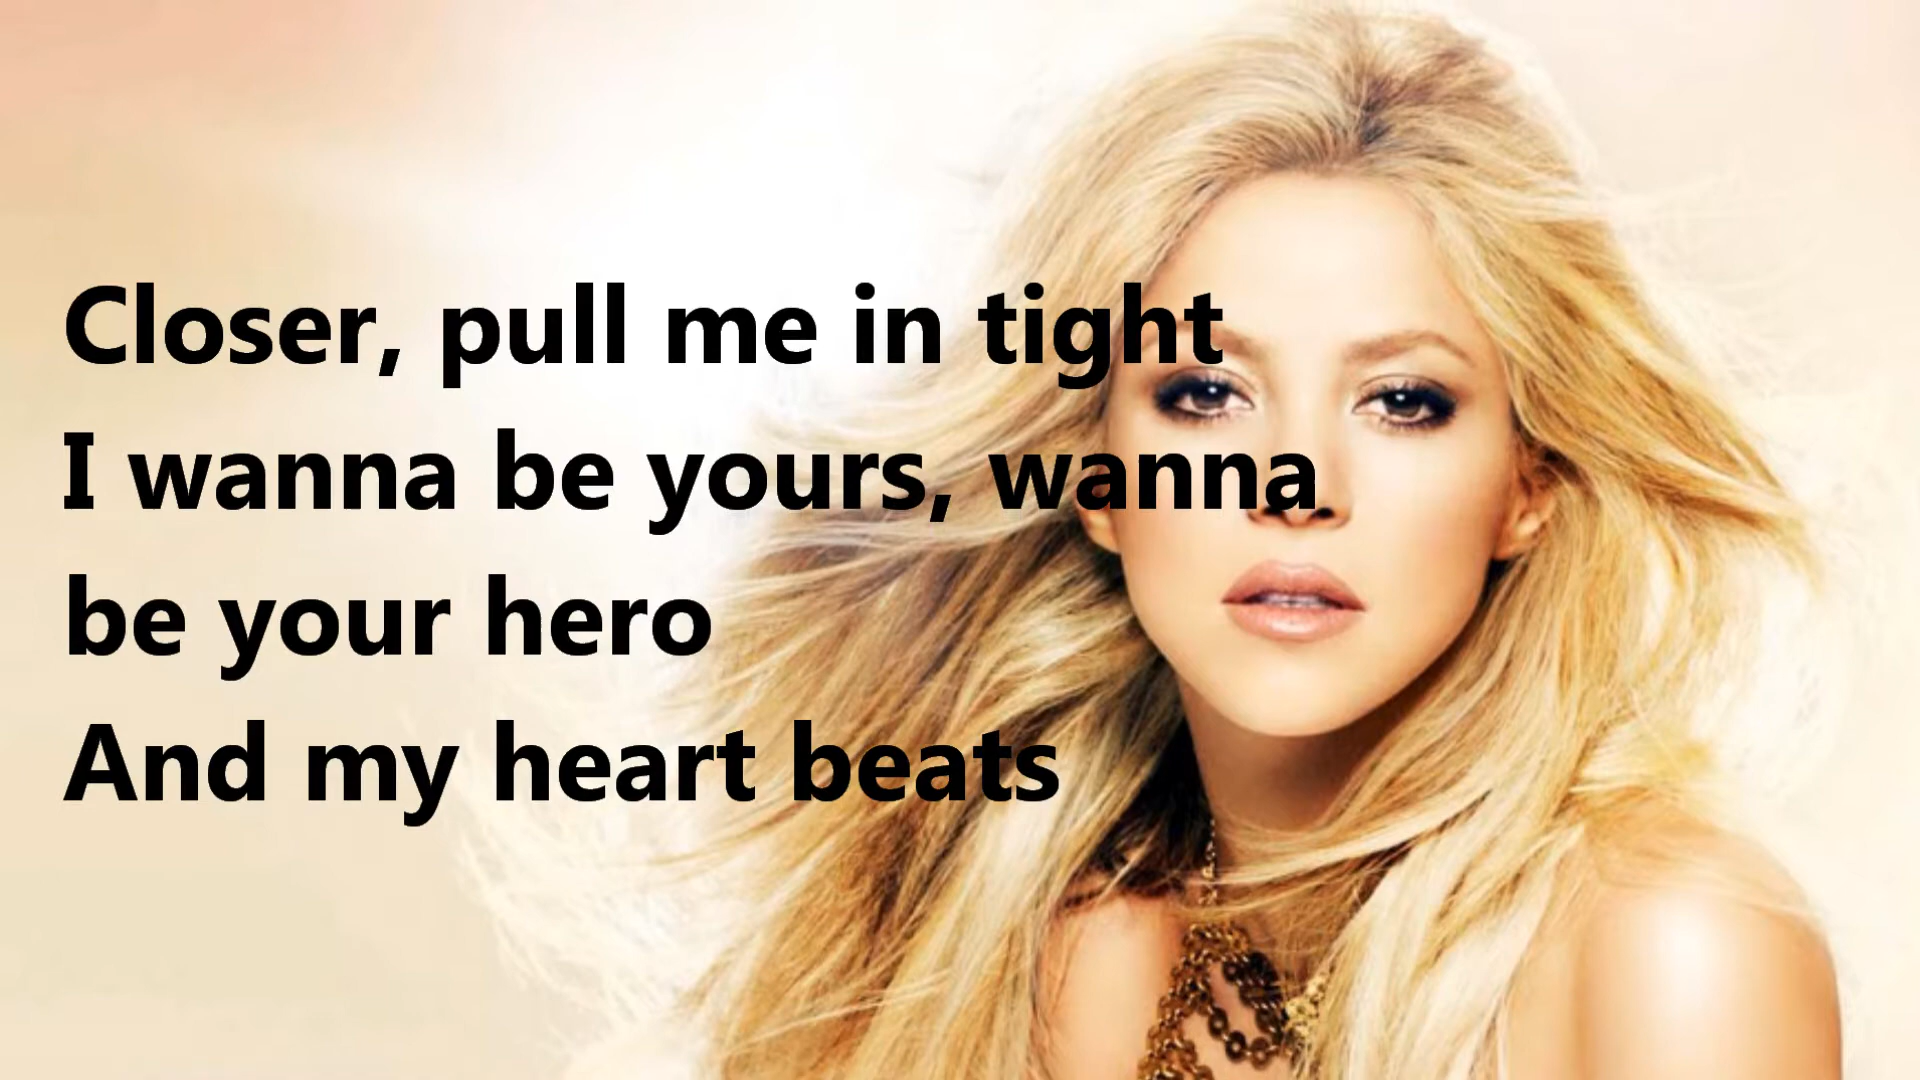 Closer, pull me in tight
I wanna be yours, wanna
be your hero
And my heart beats